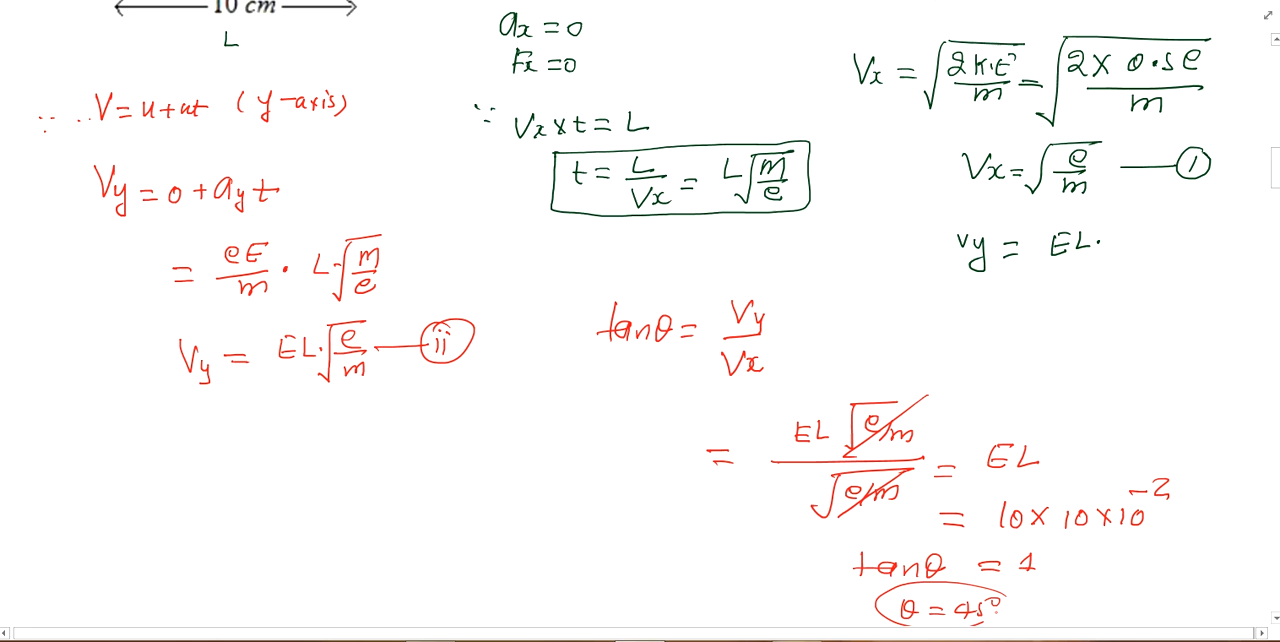 10 cm
L
∵ V = u + at (y-axis)
Vy = 0 + ay t
= eE/m · L√(m/e)
Vy = EL·√(e/m) — (ii)
ax = 0
Fx = 0
∵ Vx × t = L
t = L/Vx = L√(m/e)
Vx = √(2K·E/m) = √(2 × 0.5e/m)
Vx = √(e/m) — (1)
vy = EL.
tanθ = Vy/Vx
= EL√(e/m)/√(e/m) = EL
= 10 × 10 × 10^-2
tanθ = 1
θ = 45°